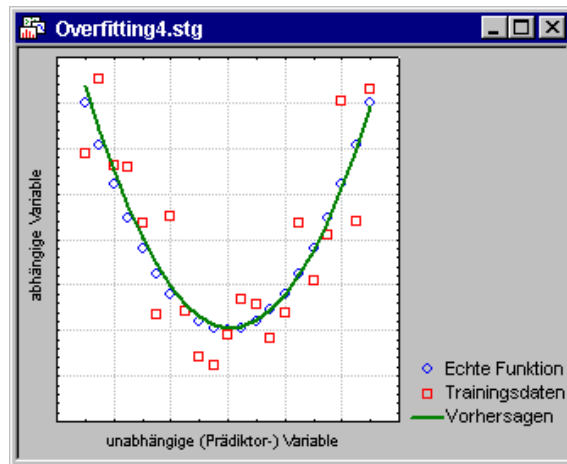 Overfitting4.stg
abhängige Variable
Echte Funktion
Trainingsdaten
Vorhersagen
unabhängige (Prädiktor-) Variable